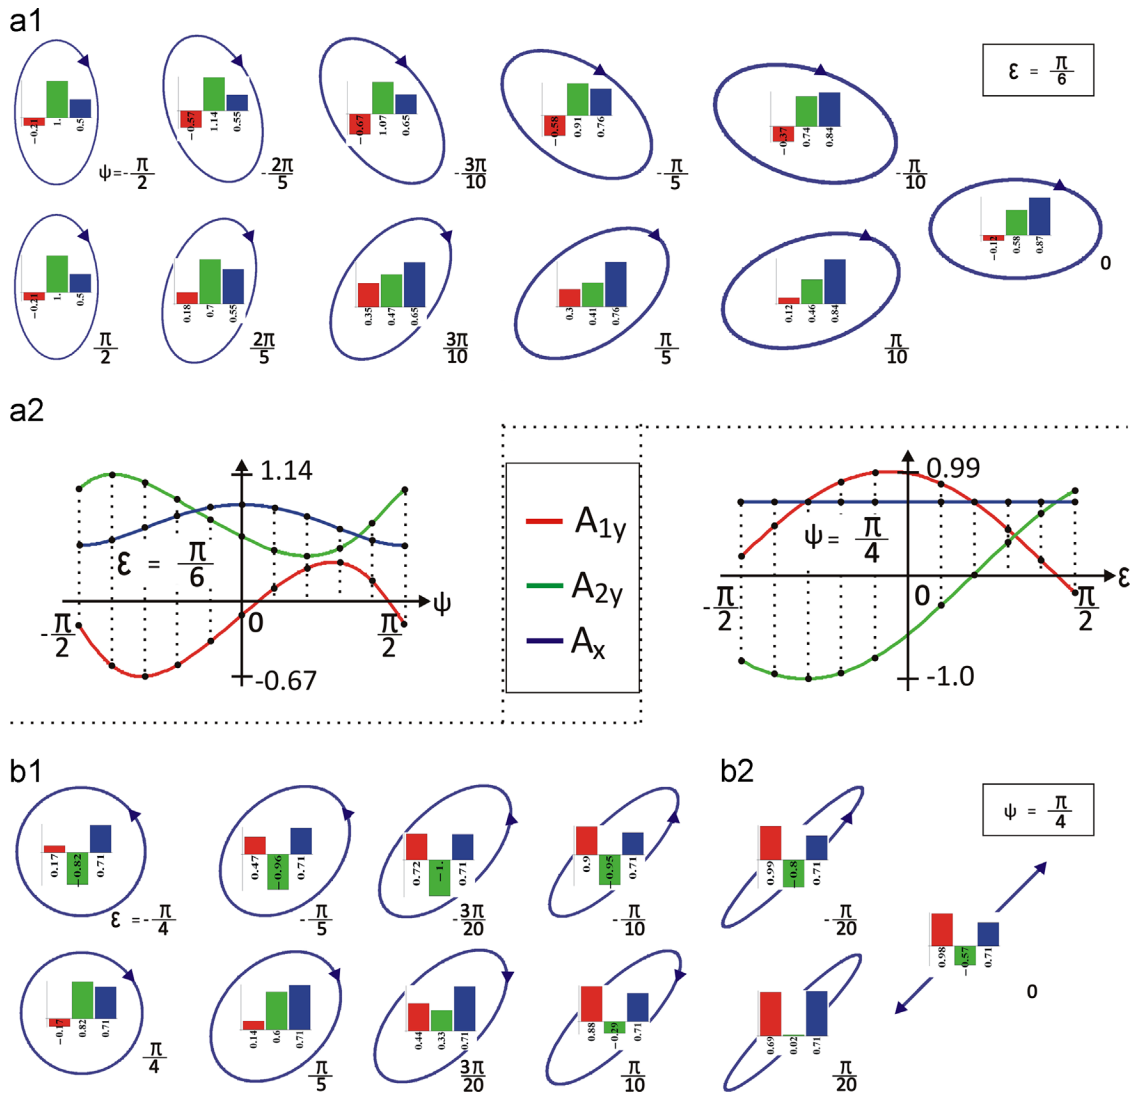 a1
ε = π/6
-0.21 1. 0.5
ψ=-π/2
-0.57 1.14 0.55
-2π/5
-0.67 1.07 0.65
-3π/10
-0.58 0.91 0.76
-π/5
-0.37 0.74 0.84
-π/10
-0.12 0.58 0.87
0
-0.21 1. 0.5
π/2
0.18 0.7 0.55
2π/5
0.35 0.47 0.65
3π/10
0.3 0.41 0.76
π/5
0.12 0.46 0.84
π/10
a2
1.14
ε = π/6
ψ
-π/2
0
π/2
-0.67
A1y
A2y
Ax
0.99
ψ = π/4
ε
-π/2
0
π/2
-1.0
b1
0.17 -0.82 0.71
ε =-π/4
0.47 -0.96 0.71
-π/5
0.72 -1. 0.71
-3π/20
0.9 -0.95 0.71
-π/10
b2
ψ = π/4
0.99 -0.8 0.71
-π/20
0.98 -0.57 0.71
0
-0.17 0.82 0.71
π/4
0.14 0.6 0.71
π/5
0.44 0.33 0.71
3π/20
0.88 -0.29 0.71
π/10
0.69 0.02 0.71
π/20